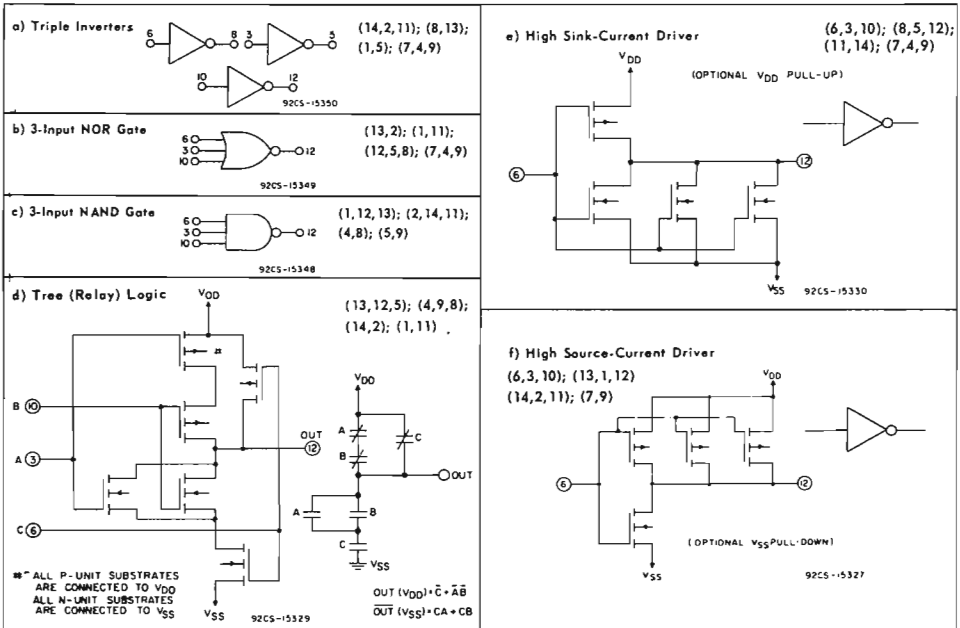 a) Triple Inverters
(14,2,11); (8,13);
(1,5); (7,4,9)
6 8 3 5
10 12
92CS-15350
b) 3-Input NOR Gate
(13,2); (1,11);
(12,5,8); (7,4,9)
6
3
10
12
92CS-15349
c) 3-Input NAND Gate
(1,12,13); (2,14,11);
(4,8); (5,9)
6
3
10
12
92CS-15348
d) Tree (Relay) Logic
(13,12,5); (4,9,8);
(14,2); (1,11)
VDD
#
B 10
A 3
C 6
OUT
12
VSS
VDD
A
C
B
OUT
A
B
C
VSS
# ALL P-UNIT SUBSTRATES
ARE CONNECTED TO VDD
ALL N-UNIT SUBSTRATES
ARE CONNECTED TO VSS
92CS-15329
OUT (VDD) = C̅ + A̅B̅
O̅U̅T̅ (VSS) = CA + CB
e) High Sink-Current Driver
(6,3,10); (8,5,12);
(11,14); (7,4,9)
VDD
(OPTIONAL VDD PULL-UP)
6
12
VSS
92CS-15330
f) High Source-Current Driver
(6,3,10); (13,1,12)
(14,2,11); (7,9)
VDD
6
12
(OPTIONAL VSS PULL-DOWN)
VSS
92CS-15327